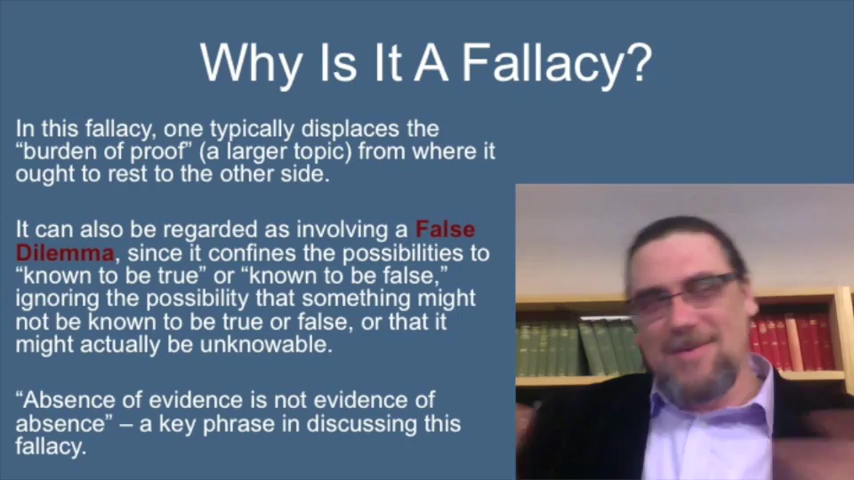 Why Is It A Fallacy?
In this fallacy, one typically displaces the
“burden of proof” (a larger topic) from where it
ought to rest to the other side.
It can also be regarded as involving a False
Dilemma, since it confines the possibilities to
“known to be true” or “known to be false,”
ignoring the possibility that something might
not be known to be true or false, or that it
might actually be unknowable.
“Absence of evidence is not evidence of
absence” – a key phrase in discussing this
fallacy.